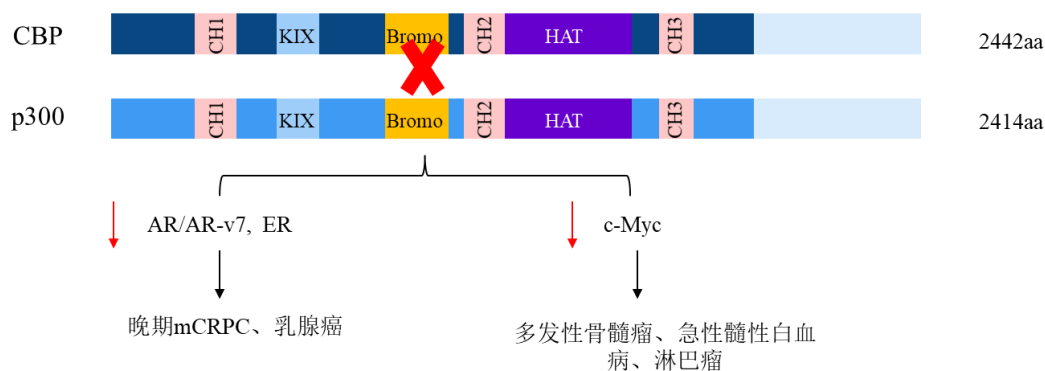 CBP CH1 KIX Bromo CH2 HAT CH3 2442aa
p300 CH1 KIX Bromo CH2 HAT CH3 2414aa
AR/AR-v7, ER c-Myc
晚期mCRPC、乳腺癌
多发性骨髓瘤、急性髓性白血
病、淋巴瘤